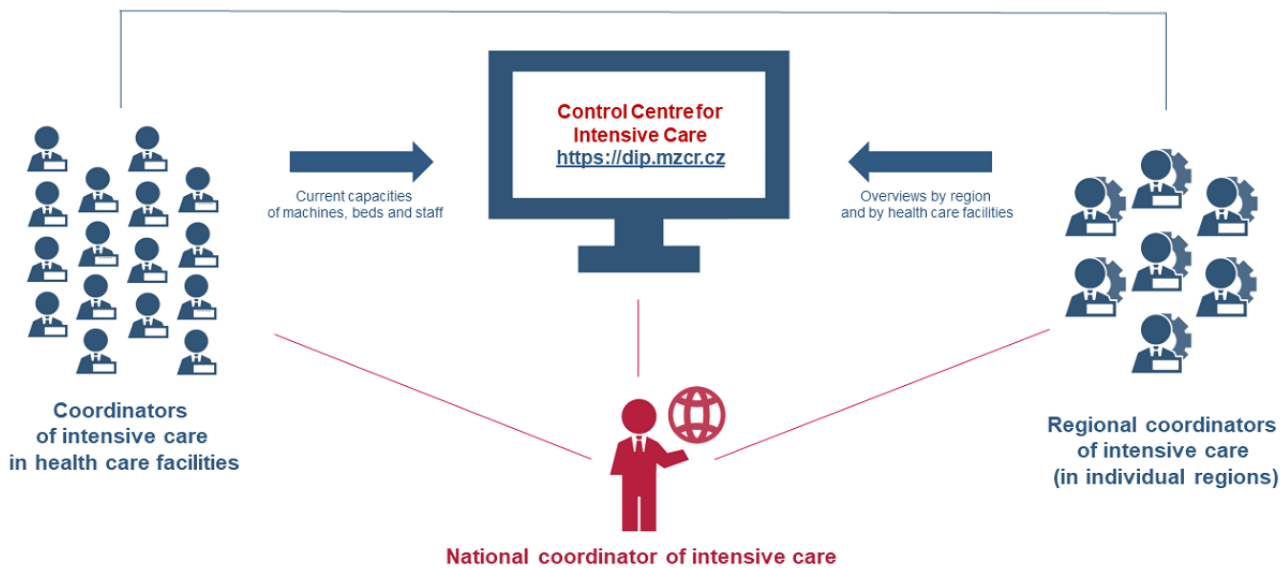 Control Centre for
Intensive Care
https://dip.mzcr.cz
Current capacities
of machines, beds and staff
Overviews by region
and by health care facilities
Coordinators
of intensive care
in health care facilities
Regional coordinators
of intensive care
(in individual regions)
National coordinator of intensive care